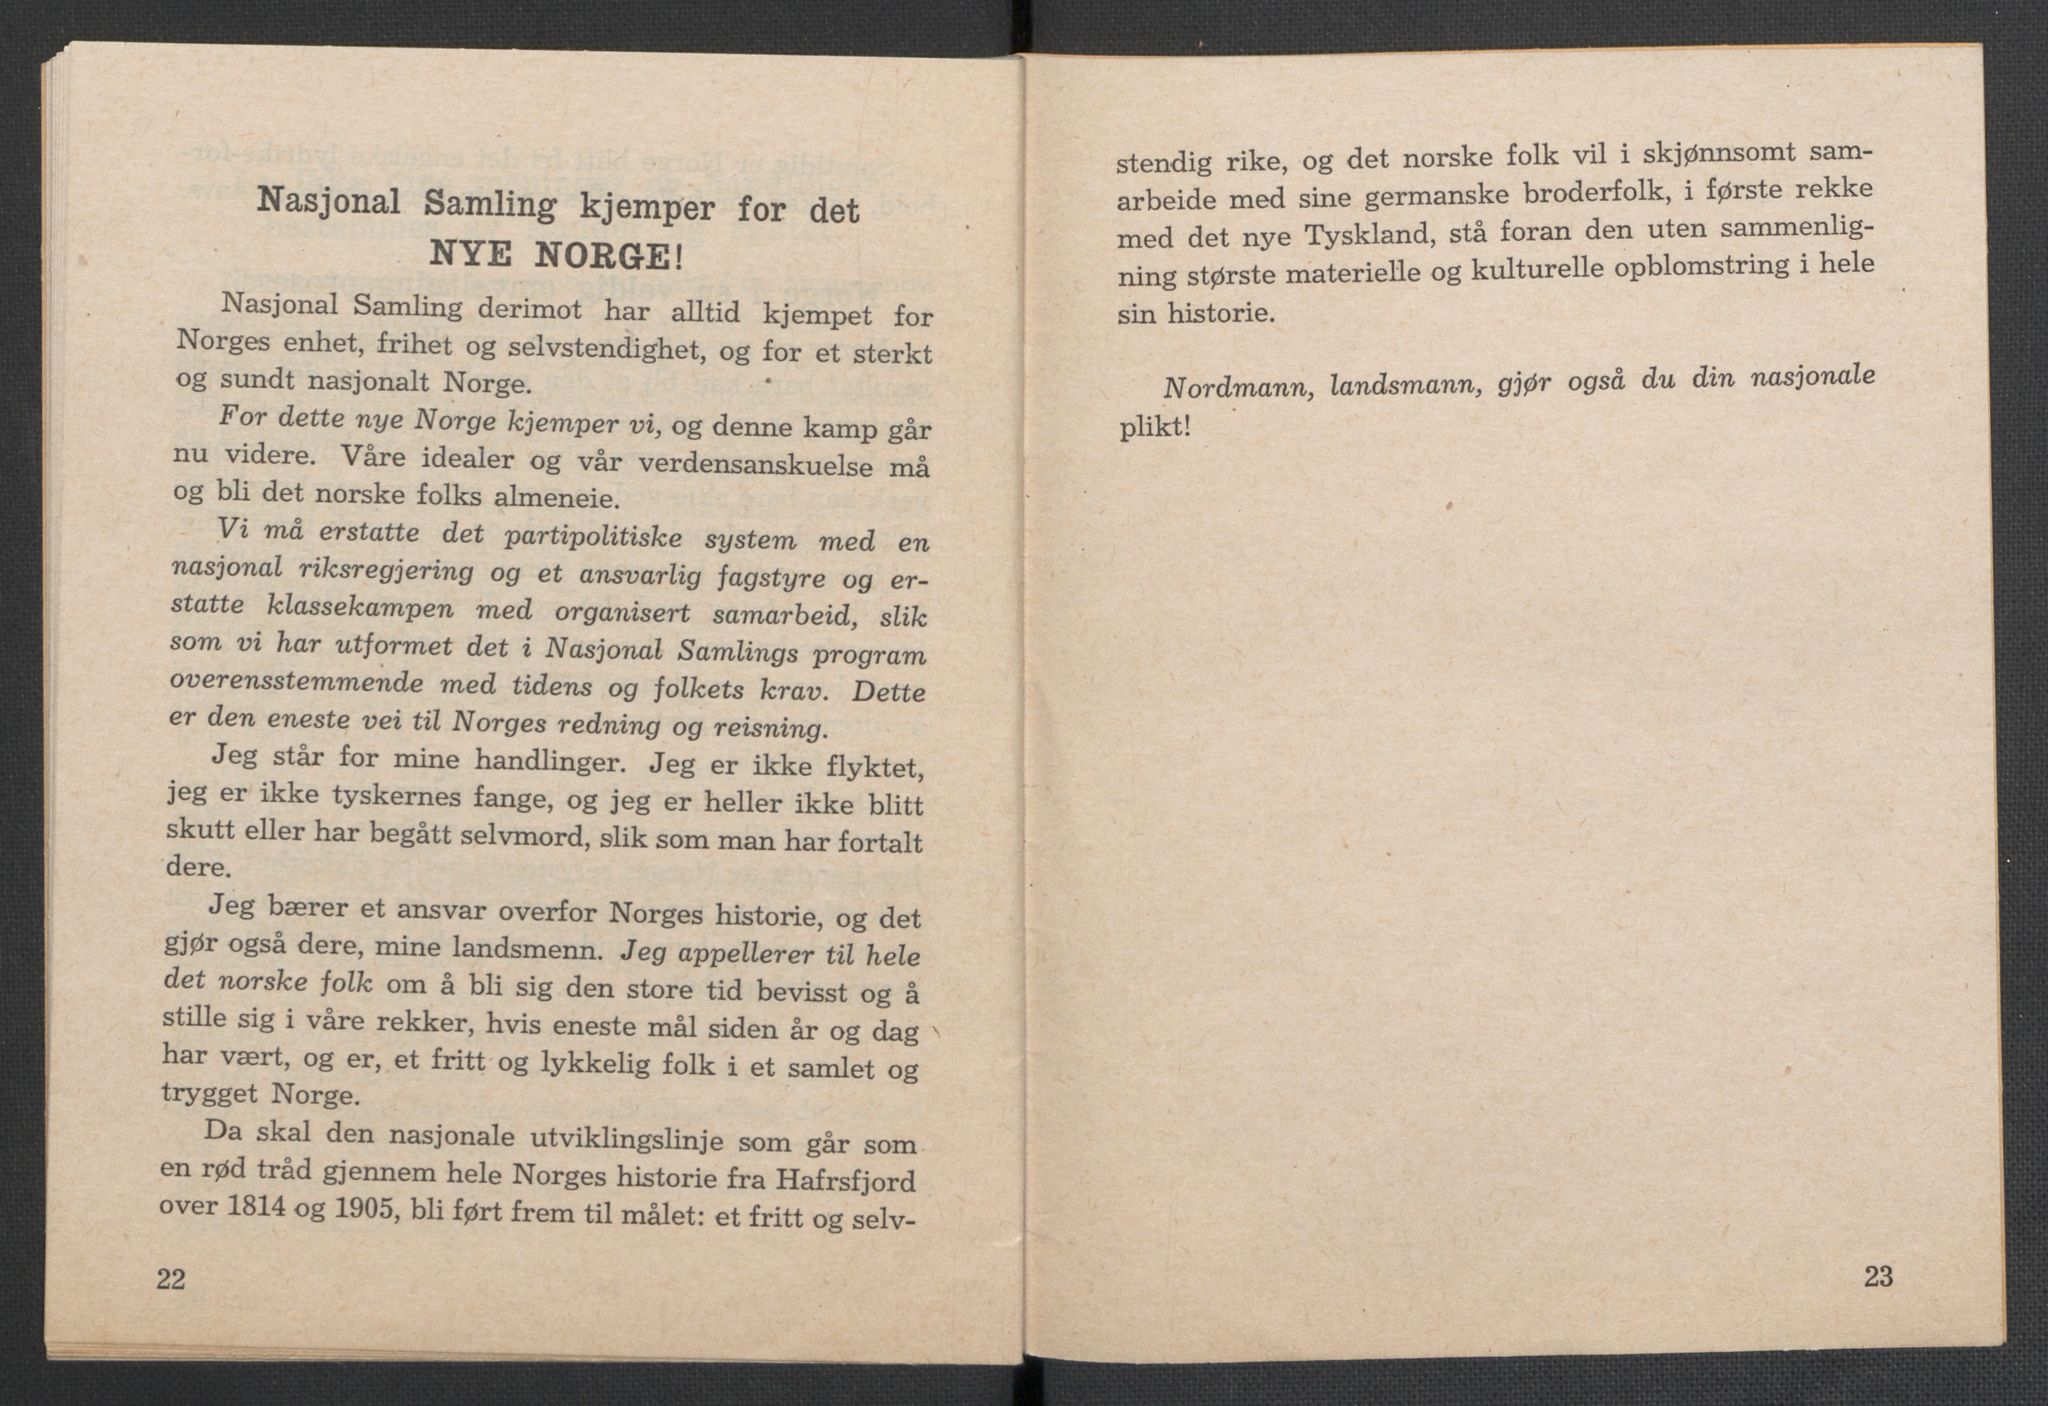 Nasjonal Samling kjemper for det
NYE NORGE!
Nasjonal Samling derimot har alltid kjempet for
Norges enhet, frihet og selvstendighet, og for et sterkt
og sundt nasjonalt Norge.
For dette nye Norge kjemper vi, og denne kamp går
nu videre. Våre idealer og vår verdensanskuelse må
og bli det norske folks almeneie.
Vi må erstatte det partipolitiske system med en
nasjonal riksregjering og et ansvarlig fagstyre og er-
statte klassekampen med organisert samarbeid, slik
som vi har utformet det i Nasjonal Samlings program
overensstemmende med tidens og folkets krav. Dette
er den eneste vei til Norges redning og reisning.
Jeg står for mine handlinger. Jeg er ikke flyktet,
jeg er ikke tyskernes fange, og jeg er heller ikke blitt
skutt eller har begått selvmord, slik som man har fortalt
dere.
Jeg bærer et ansvar overfor Norges historie, og det
gjør også dere, mine landsmenn. Jeg appellerer til hele
det norske folk om å bli sig den store tid bevisst og å
stille sig i våre rekker, hvis eneste mål siden år og dag
har vært, og er, et fritt og lykkelig folk i et samlet og
trygget Norge.
Da skal den nasjonale utviklingslinje som går som
en rød tråd gjennem hele Norges historie fra Hafrsfjord
over 1814 og 1905, bli ført frem til målet: et fritt og selv-
22
stendig rike, og det norske folk vil i skjønnsomt sam-
arbeide med sine germanske broderfolk, i første rekke
med det nye Tyskland, stå foran den uten sammenlig-
ning største materielle og kulturelle opblomstring i hele
sin historie.
Nordmann, landsmann, gjør også du din nasjonale
plikt!
23